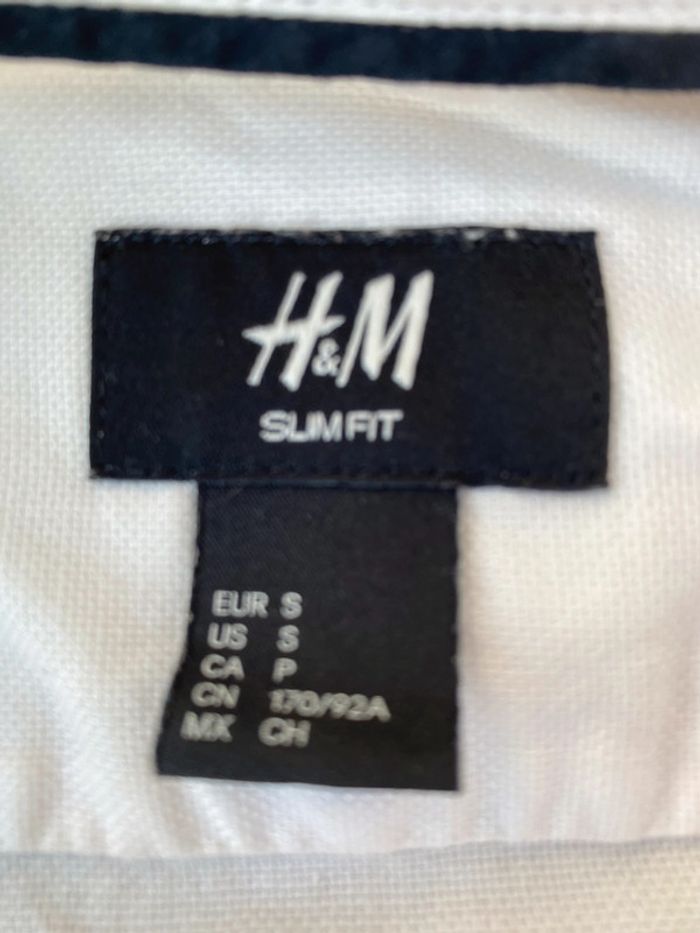 H&M
SLIM FIT
EUR S
US S
CA P
CN 170/92A
MX CH